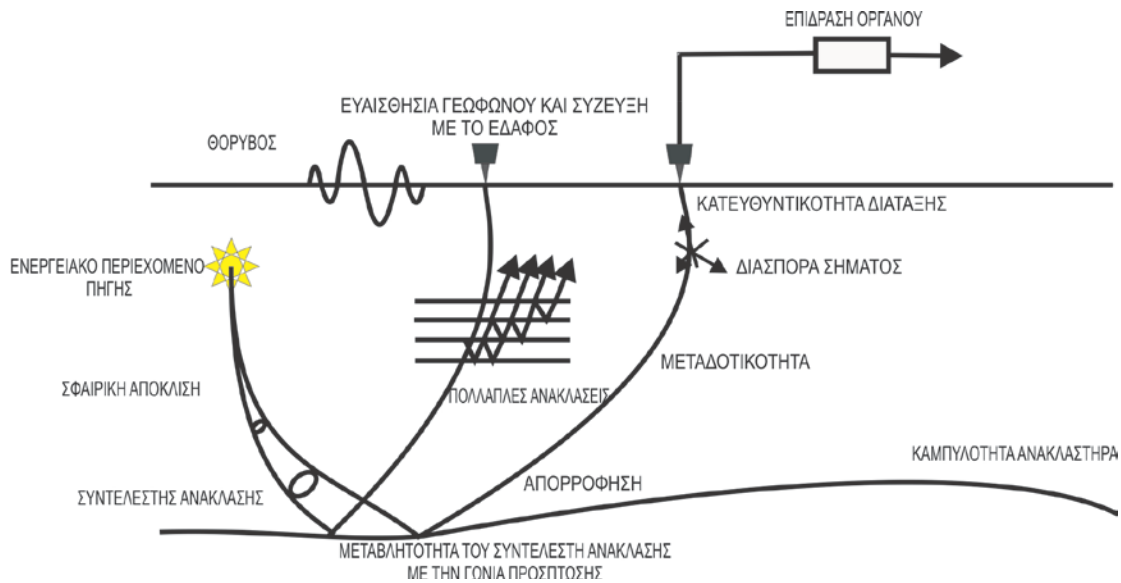 ΕΠΙΔΡΑΣΗ ΟΡΓΑΝΟΥ
ΕΥΑΙΣΘΗΣΙΑ ΓΕΩΦΩΝΟΥ ΚΑΙ ΣΥΖΕΥΞΗ
ΜΕ ΤΟ ΕΔΑΦΟΣ
ΘΟΡΥΒΟΣ
ΚΑΤΕΥΘΥΝΤΙΚΟΤΗΤΑ ΔΙΑΤΑΞΗΣ
ΕΝΕΡΓΕΙΑΚΟ ΠΕΡΙΕΧΟΜΕΝΟ
ΠΗΓΗΣ
ΔΙΑΣΠΟΡΑ ΣΗΜΑΤΟΣ
ΜΕΤΑΔΟΤΙΚΟΤΗΤΑ
ΣΦΑΙΡΙΚΗ ΑΠΟΚΛΙΣΗ
ΠΟΛΛΑΠΛΕΣ ΑΝΑΚΛΑΣΕΙΣ
ΚΑΜΠΥΛΟΤΗΤΑ ΑΝΑΚΛΑΣΤΗΡΑ
ΑΠΟΡΡΟΦΗΣΗ
ΣΥΝΤΕΛΕΣΤΗΣ ΑΝΑΚΛΑΣΗΣ
ΜΕΤΑΒΛΗΤΟΤΗΤΑ ΤΟΥ ΣΥΝΤΕΛΕΣΤΗ ΑΝΑΚΛΑΣΗΣ
ΜΕ ΤΗΝ ΓΩΝΙΑ ΠΡΟΣΠΤΩΣΗΣ